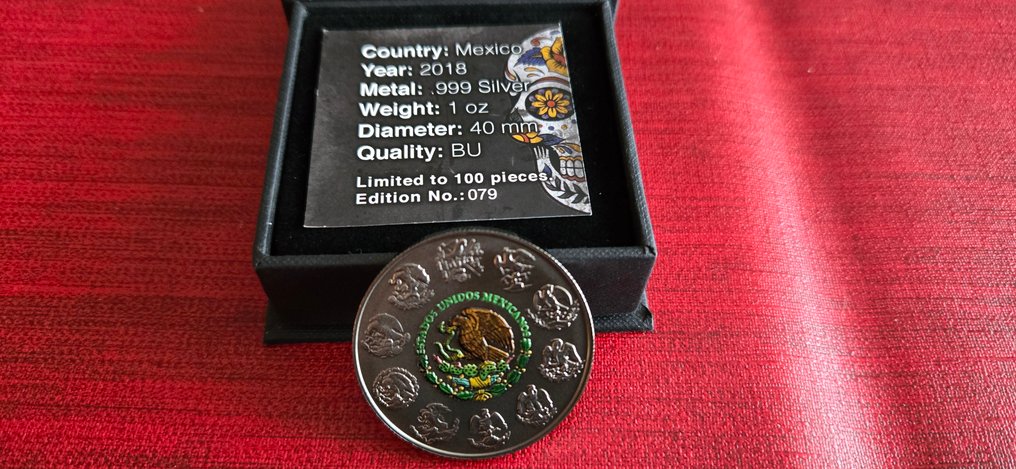 Country: Mexico
Year: 2018
Metal: .999 Silver
Weight: 1 oz
Diameter: 40 mm
Quality: BU
Limited to 100 pieces.
Edition No.: 079
ESTADOS UNIDOS MEXICANOS